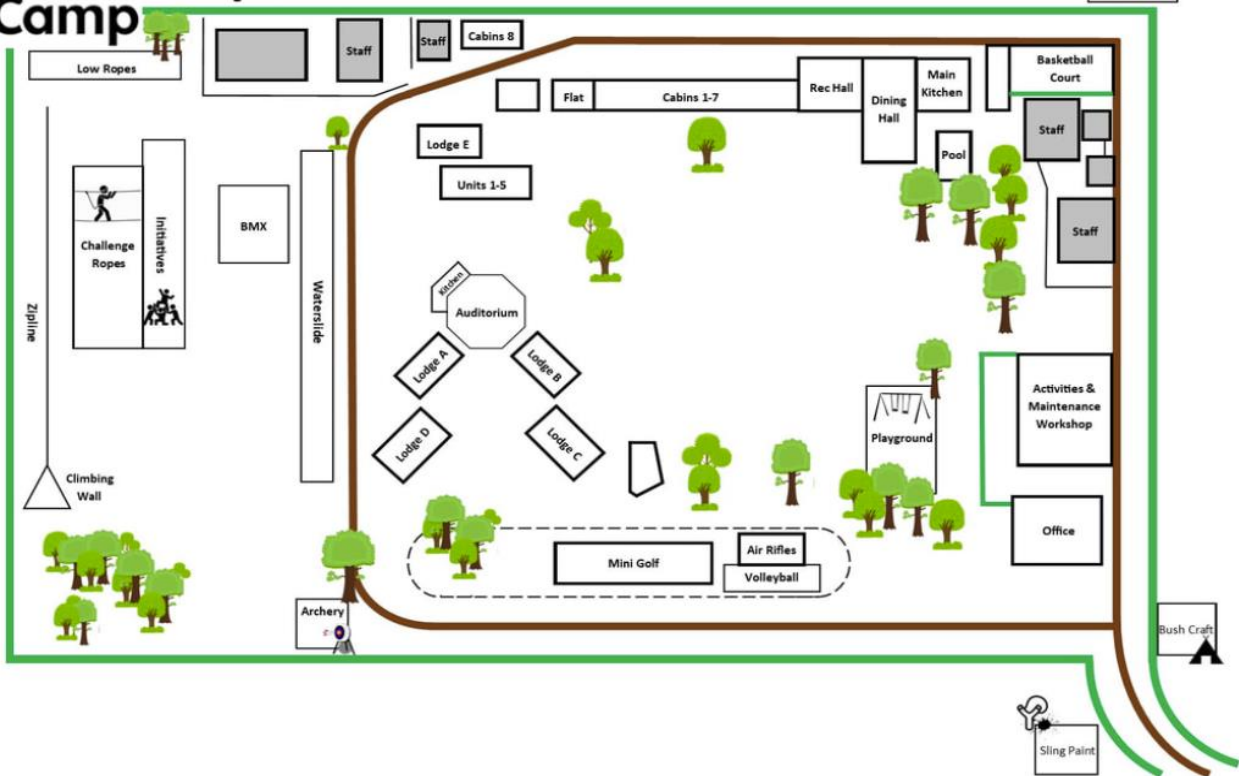 Camp
Low Ropes
Staff
Staff
Cabins 8
Flat
Cabins 1-7
Rec Hall
Dining
Hall
Main
Kitchen
Basketball
Court
Staff
Pool
Staff
Lodge E
Units 1-5
Challenge
Ropes
Initiatives
BMX
Waterslide
Zipline
Kitchen
Auditorium
Lodge A
Lodge B
Lodge D
Lodge C
Climbing
Wall
Playground
Activities &
Maintenance
Workshop
Office
Mini Golf
Air Rifles
Volleyball
Archery
Bush Craft
Sling Paint